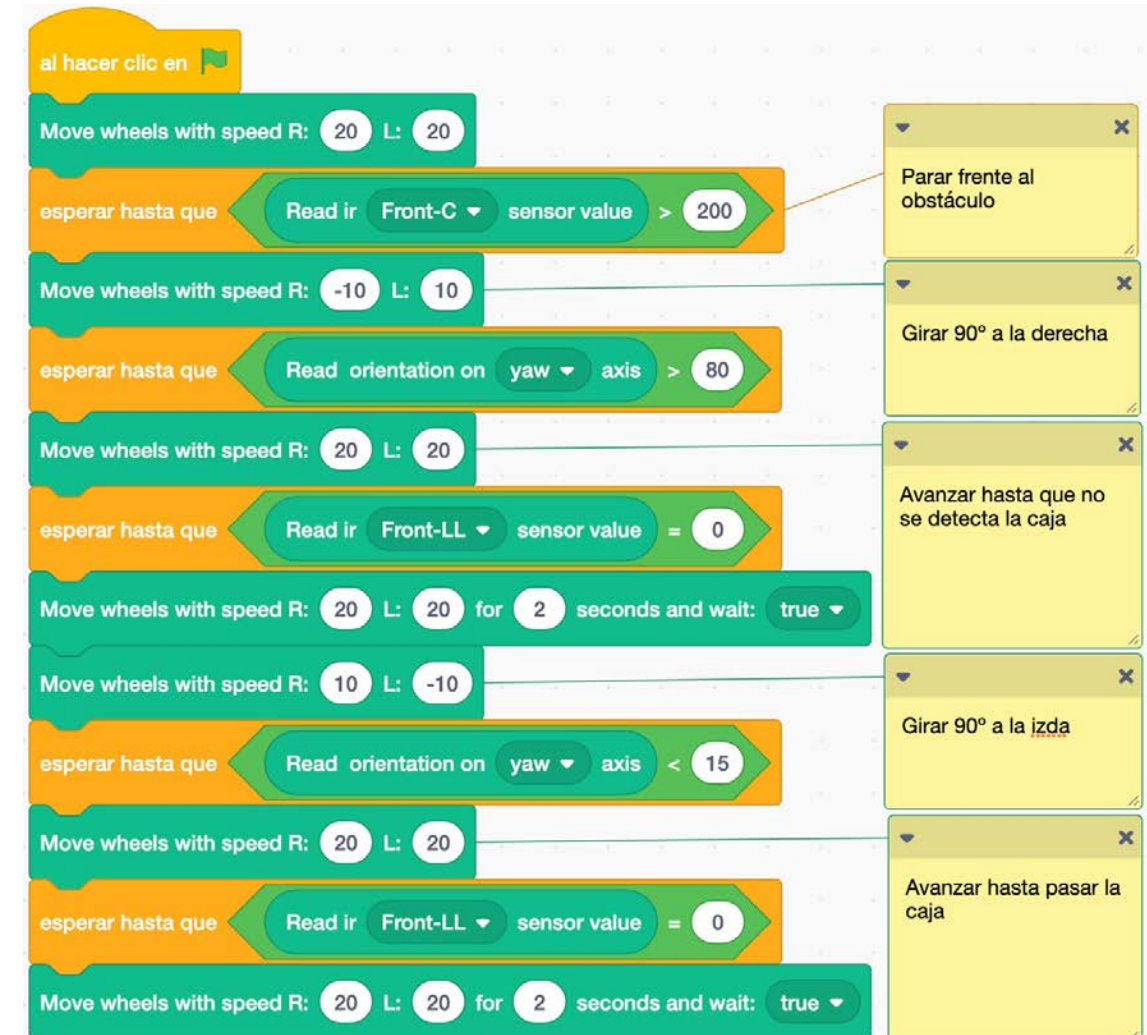 al hacer clic en
Move wheels with speed R: 20 L: 20
esperar hasta que Read ir Front-C sensor value > 200
Parar frente al
obstáculo
Move wheels with speed R: -10 L: 10
Girar 90º a la derecha
esperar hasta que Read orientation on yaw axis > 80
Move wheels with speed R: 20 L: 20
Avanzar hasta que no
se detecta la caja
esperar hasta que Read ir Front-LL sensor value = 0
Move wheels with speed R: 20 L: 20 for 2 seconds and wait: true
Move wheels with speed R: 10 L: -10
Girar 90º a la izda
esperar hasta que Read orientation on yaw axis < 15
Move wheels with speed R: 20 L: 20
Avanzar hasta pasar la
caja
esperar hasta que Read ir Front-LL sensor value = 0
Move wheels with speed R: 20 L: 20 for 2 seconds and wait: true